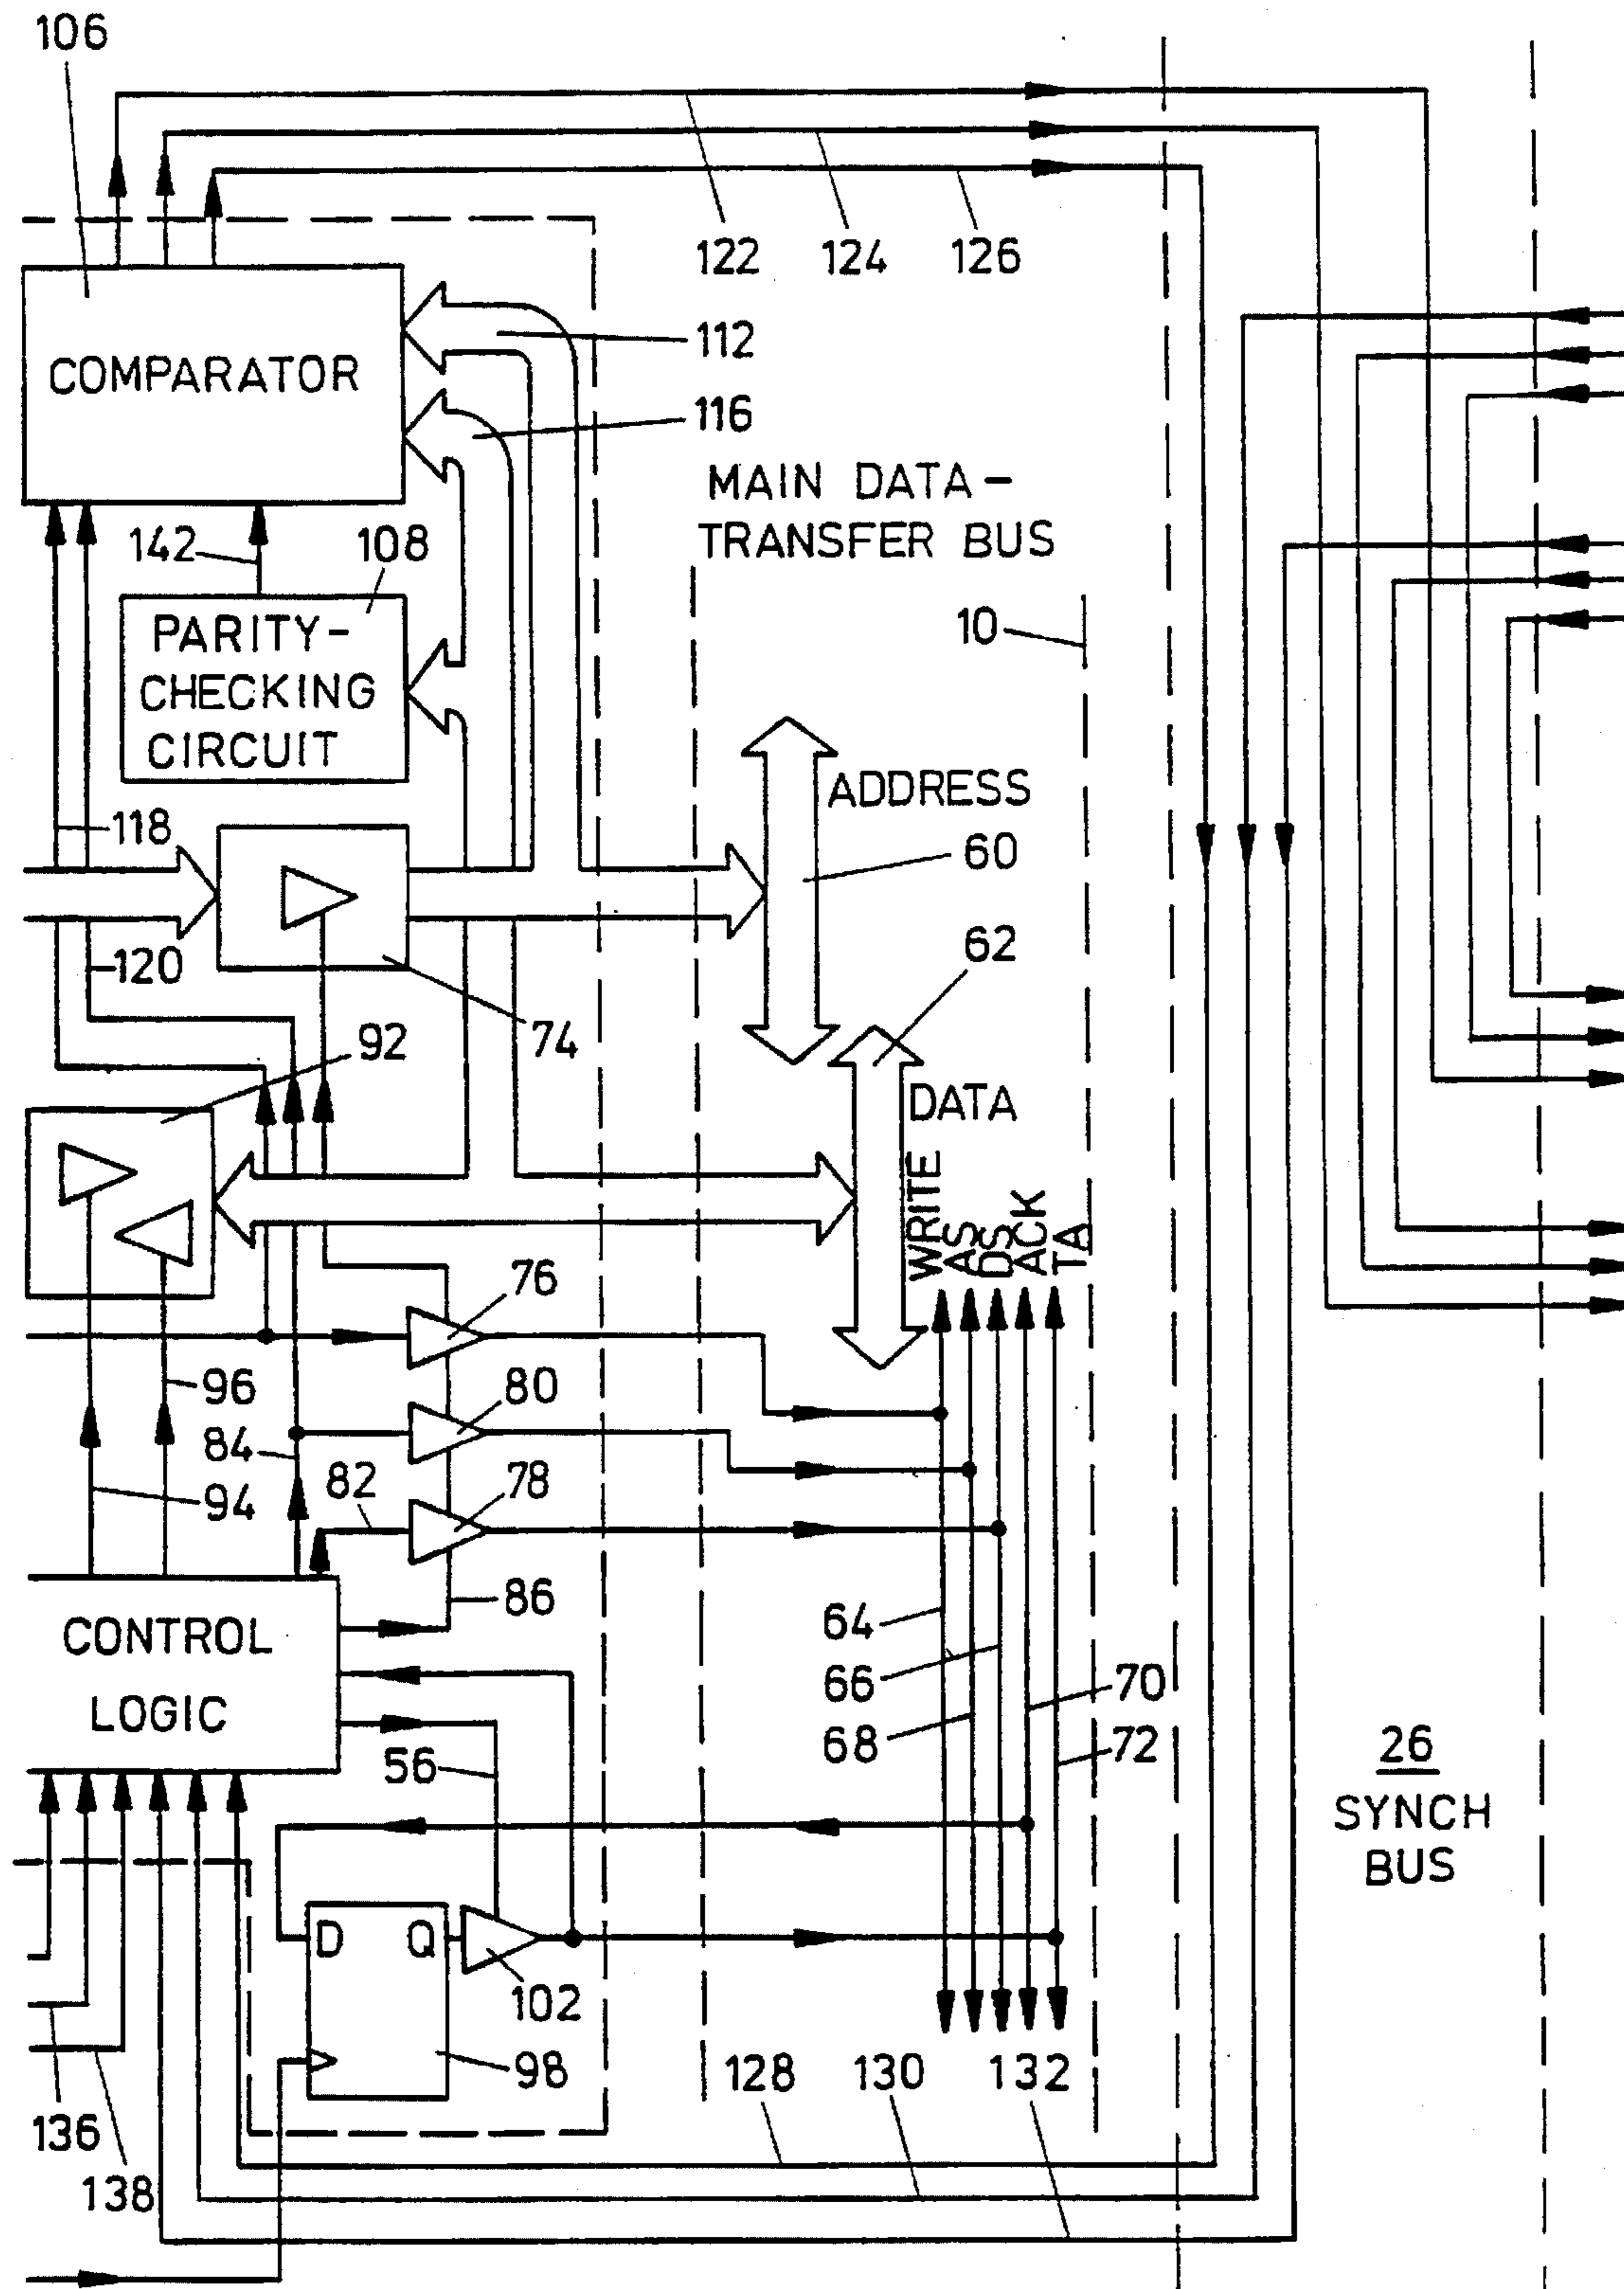 106
122
124
126
COMPARATOR
112
116
MAIN DATA-
TRANSFER BUS
142
108
PARITY-
CHECKING
CIRCUIT
10
ADDRESS
118
60
120
62
74
92
DATA
WRITE
AS
DS
ACK
TA
76
96
80
84
82
78
94
86
CONTROL
LOGIC
64
66
68
70
72
56
26
SYNCH
BUS
D
Q
102
98
128
130
132
136
138